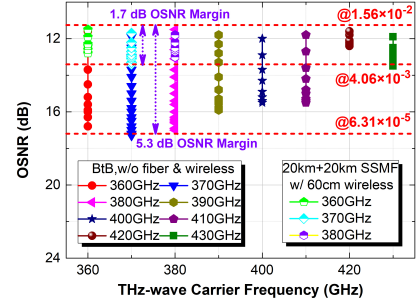 1.7 dB OSNR Margin
@1.56×10⁻²
12
@4.06×10⁻³
16
@6.31×10⁻⁵
5.3 dB OSNR Margin
OSNR (dB)
BtB,w/o fiber & wireless
360GHz 370GHz
380GHz 390GHz
400GHz 410GHz
420GHz 430GHz
20km+20km SSMF
w/ 60cm wireless
360GHz
370GHz
380GHz
20
24
360 370 380 390 400 410 420 430
THz-wave Carrier Frequency (GHz)